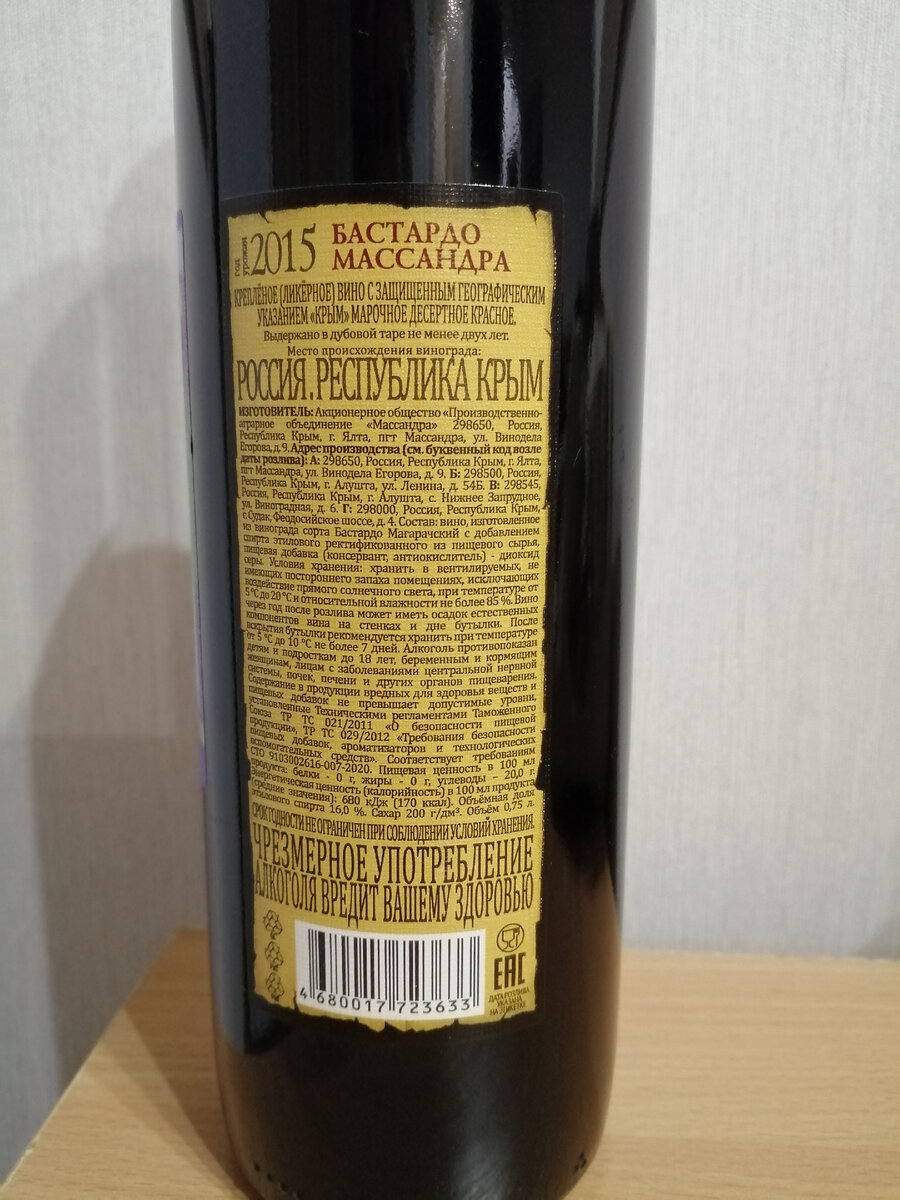 год урожая 2015 БАСТАРДО
МАССАНДРА
КРЕПЛЁНОЕ (ЛИКЁРНОЕ) ВИНО С ЗАЩИЩЕННЫМ ГЕОГРАФИЧЕСКИМ
УКАЗАНИЕМ «КРЫМ» МАРОЧНОЕ ДЕСЕРТНОЕ КРАСНОЕ.
Выдержано в дубовой таре не менее двух лет.
Место происхождения винограда:
РОССИЯ. РЕСПУБЛИКА КРЫМ
ИЗГОТОВИТЕЛЬ: Акционерное общество «Производственно-
аграрное объединение «Массандра» 298650, Россия,
Республика Крым, г. Ялта, пгт Массандра, ул. Винодела
Егорова, д. 9. Адрес производства (см. буквенный код возле
даты розлива): А: 298650, Россия, Республика Крым, г. Ялта,
пгт Массандра, ул. Винодела Егорова, д. 9. Б: 298500, Россия,
Республика Крым, г. Алушта, ул. Ленина, д. 54Б. В: 298545,
Россия, Республика Крым, г. Алушта, с. Нижнее Запрудное,
ул. Виноградная, д. 6. Г: 298000, Россия, Республика Крым,
г. Судак, Феодосийское шоссе, д. 4. Состав: вино, изготовленное
из винограда сорта Бастардо Магарачский с добавлением
спирта этилового ректификованного из пищевого сырья,
пищевая добавка (консервант, антиокислитель) - диоксид
серы. Условия хранения: хранить в вентилируемых, не
имеющих постороннего запаха помещениях, исключающих
воздействие прямого солнечного света, при температуре от
5 °С до 20 °С и относительной влажности не более 85 %. Вино
через год после розлива может иметь осадок естественных
компонентов вина на стенках и дне бутылки. После
вскрытия бутылки рекомендуется хранить при температуре
от 5 °С до 10 °С не более 7 дней. Алкоголь противопоказан
детям и подросткам до 18 лет, беременным и кормящим
женщинам, лицам с заболеваниями центральной нервной
системы, почек, печени и других органов пищеварения.
Содержание в продукции вредных для здоровья веществ и
пищевых добавок не превышает допустимые уровни,
установленные Техническими регламентами Таможенного
Союза ТР ТС 021/2011 «О безопасности пищевой
продукции», ТР ТС 029/2012 «Требования безопасности
пищевых добавок, ароматизаторов и технологических
вспомогательных средств». Соответствует требованиям
СТО 9103002616-007-2020. Пищевая ценность в 100 мл
продукта: белки - 0 г, жиры - 0 г, углеводы – 20,0 г.
Энергетическая ценность (калорийность) в 100 мл продукта
(средние значения): 680 кДж (170 ккал). Объёмная доля
этилового спирта 16,0 %. Сахар 200 г/дм³. Объём 0,75 л.
СРОК ГОДНОСТИ НЕ ОГРАНИЧЕН ПРИ СОБЛЮДЕНИИ УСЛОВИЙ ХРАНЕНИЯ.
ЧРЕЗМЕРНОЕ УПОТРЕБЛЕНИЕ
АЛКОГОЛЯ ВРЕДИТ ВАШЕМУ ЗДОРОВЬЮ
4 680017 723633
EAC
ДАТА РОЗЛИВА
УКАЗАНА
НА ЭТИКЕТКЕ